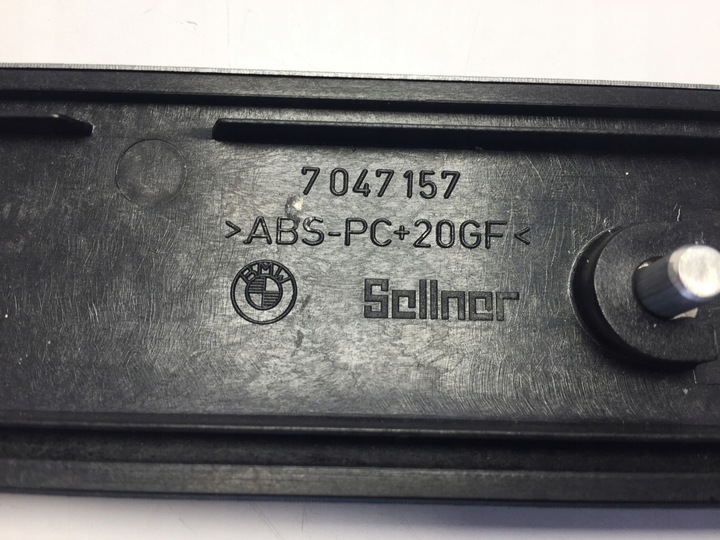 7 047 157
>ABS-PC+20GF<
BMW
Sellner